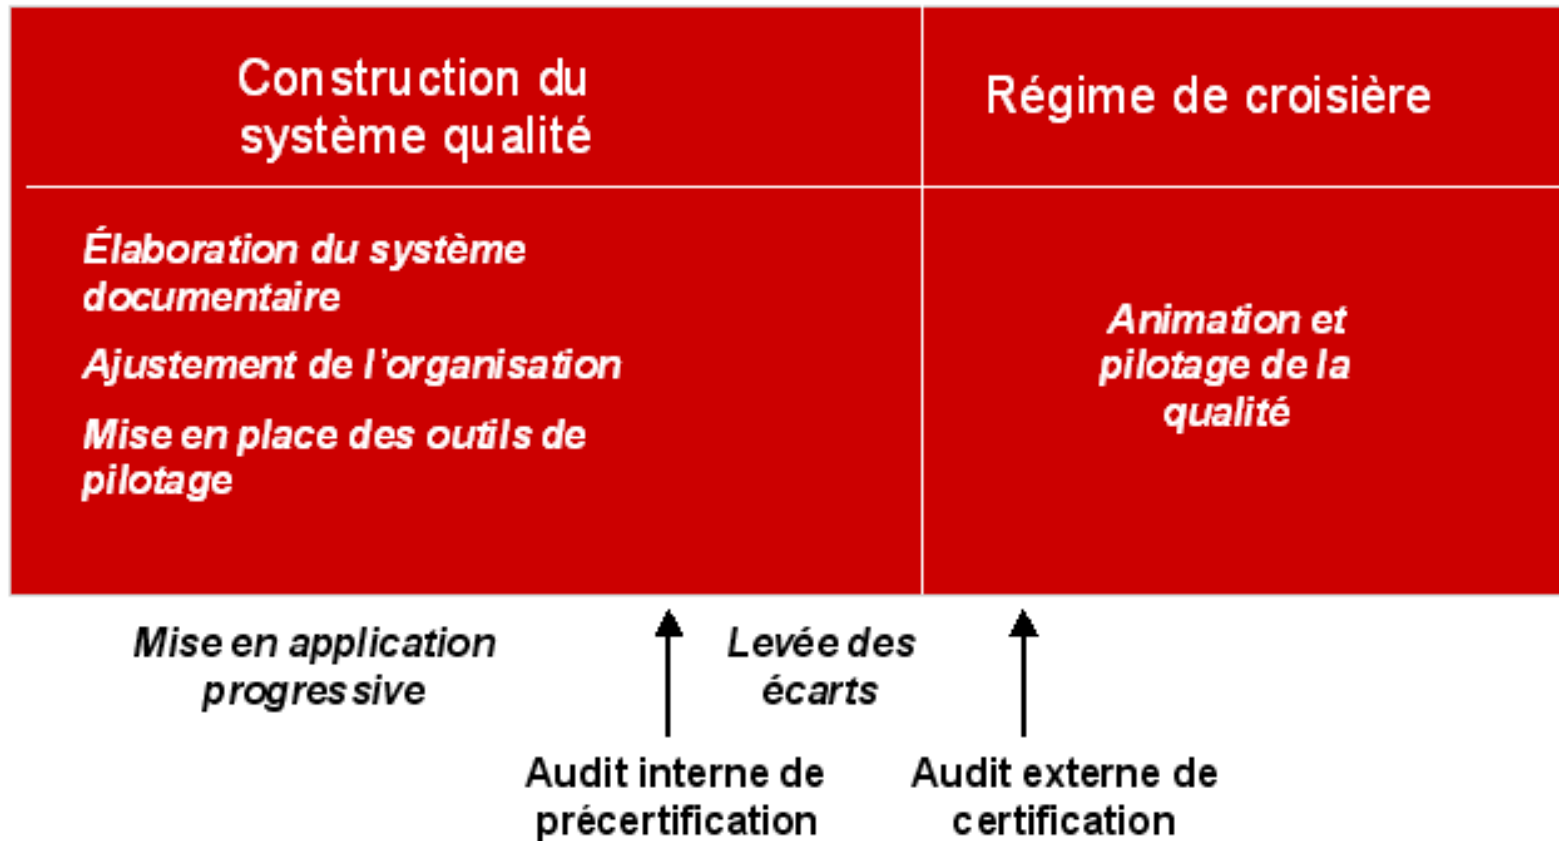 Construction du
système qualité
Régime de croisière
Élaboration du système
documentaire
Ajustement de l'organisation
Mise en place des outils de
pilotage
Animation et
pilotage de la
qualité
Mise en application
progressive
Levée des
écarts
Audit interne de
précertification
Audit externe de
certification